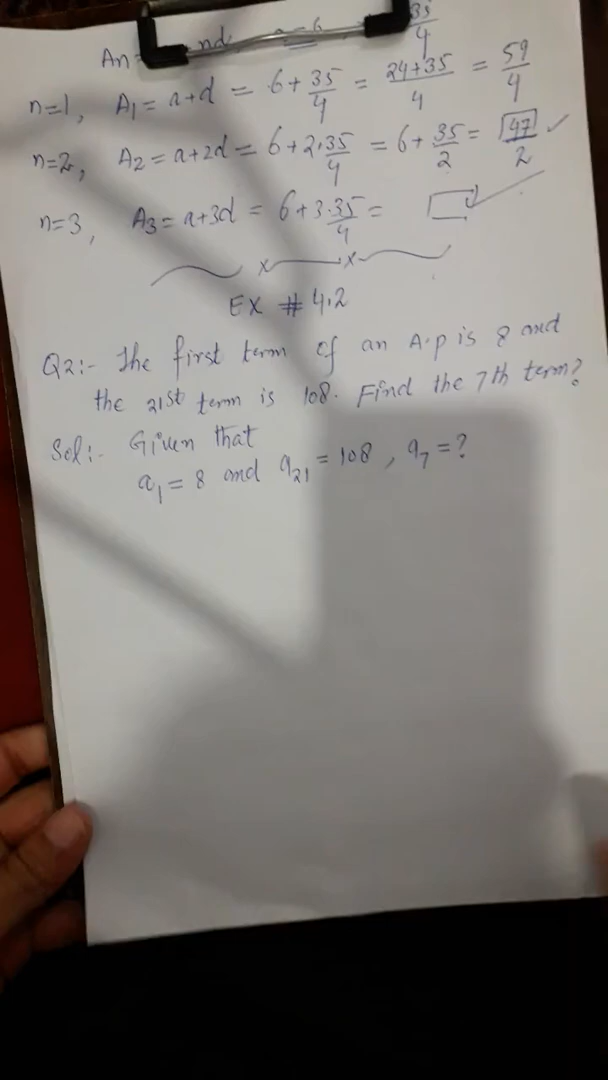 An = nd
35/4
n=1, A₁ = a+d = 6+35/4 = 24+35/4 = 59/4
n=2, A₂ = a+2d = 6+2·35/4 = 6+35/2 = 47/2 ✓
n=3, A₃ = a+3d = 6+3·35/4 =
x x
EX # 4.2
Q2:- The first term of an A.p is 8 and
the 21st term is 108. Find the 7th term?
Sol:- Given that
a₁ = 8 and a₂₁ = 108, a₇ = ?